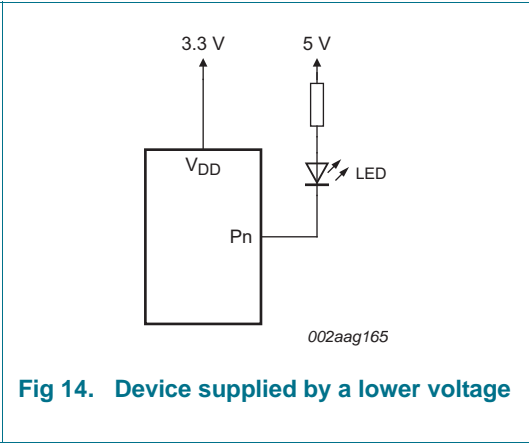 3.3 V
5 V
VDD
LED
Pn
002aag165
Fig 14. Device supplied by a lower voltage